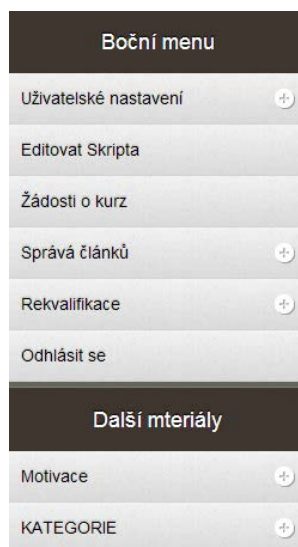 Boční menu
Uživatelské nastavení
Editovat Skripta
Žádosti o kurz
Správá článků
Rekvalifikace
Odhlásit se
Další mteriály
Motivace
KATEGORIE